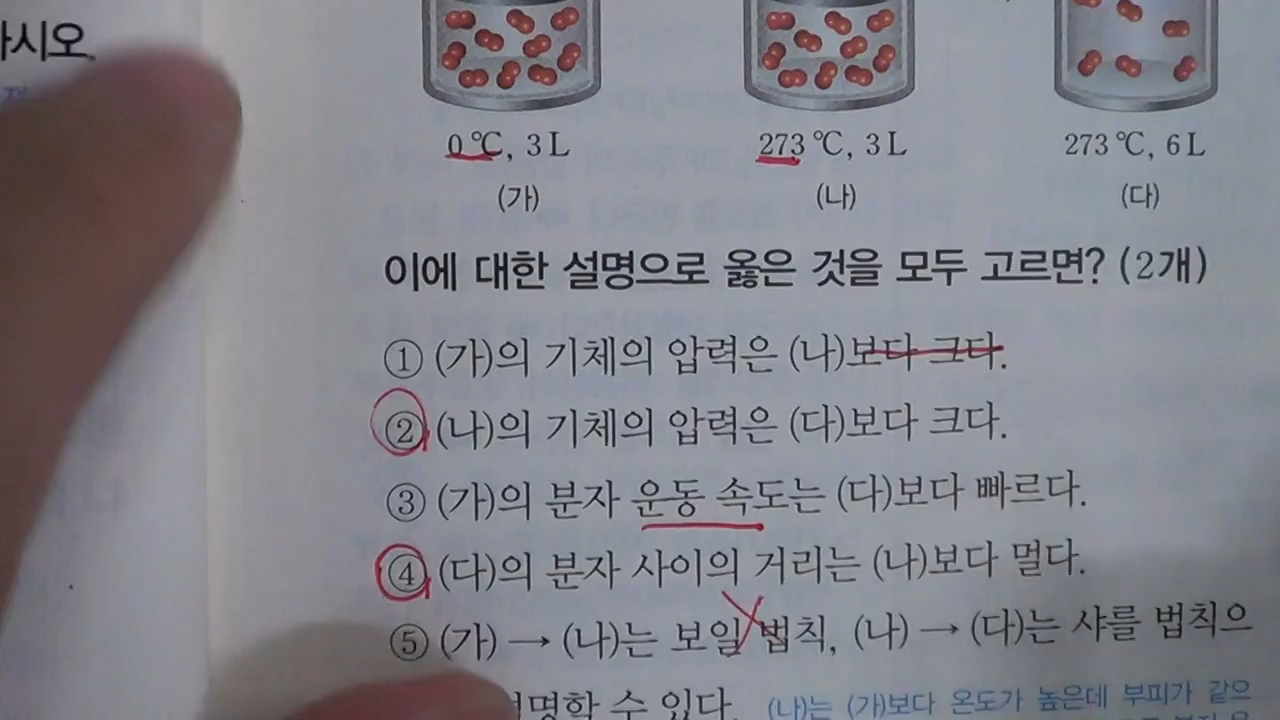 하시오.
0 ℃, 3 L 273 ℃, 3 L 273 ℃, 6 L
(가) (나) (다)
이에 대한 설명으로 옳은 것을 모두 고르면? (2개)
① (가)의 기체의 압력은 (나)보다 크다.
② (나)의 기체의 압력은 (다)보다 크다.
③ (가)의 분자 운동 속도는 (다)보다 빠르다.
④ (다)의 분자 사이의 거리는 (나)보다 멀다.
⑤ (가) → (나)는 보일 법칙, (나) → (다)는 샤를 법칙으
명할 수 있다. (나)는 (가)보다 온도가 높은데 부피가 같으